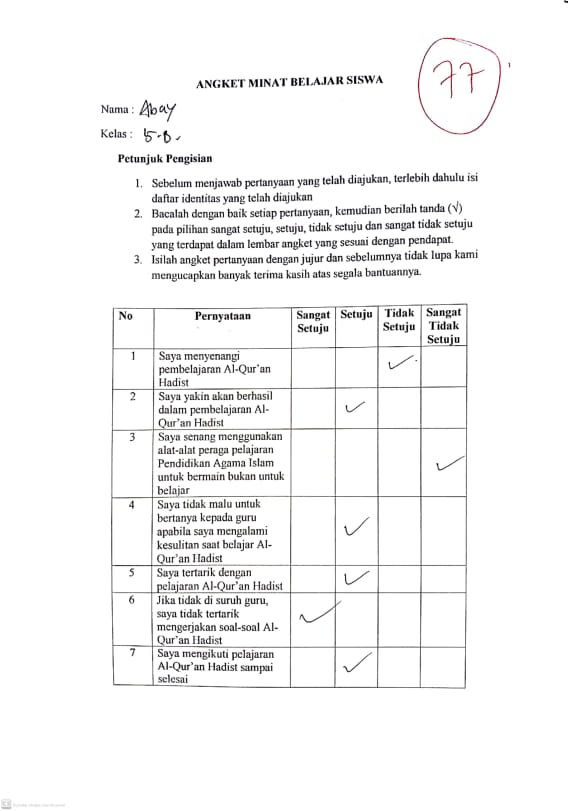 77
ANGKET MINAT BELAJAR SISWA
Nama : Abay
Kelas : 5-B.
Petunjuk Pengisian
1. Sebelum menjawab pertanyaan yang telah diajukan, terlebih dahulu isi
daftar identitas yang telah diajukan
2. Bacalah dengan baik setiap pertanyaan, kemudian berilah tanda (√)
pada pilihan sangat setuju, setuju, tidak setuju dan sangat tidak setuju
yang terdapat dalam lembar angket yang sesuai dengan pendapat.
3. Isilah angket pertanyaan dengan jujur dan sebelumnya tidak lupa kami
mengucapkan banyak terima kasih atas segala bantuannya.
No Pernyataan Sangat Setuju Tidak Sangat
Setuju Setuju Tidak
Setuju
1 Saya menyenangi
pembelajaran Al-Qur'an ✓
Hadist
2 Saya yakin akan berhasil
dalam pembelajaran Al- ✓
Qur'an Hadist
3 Saya senang menggunakan
alat-alat peraga pelajaran
Pendidikan Agama Islam ✓
untuk bermain bukan untuk
belajar
4 Saya tidak malu untuk
bertanya kepada guru
apabila saya mengalami ✓
kesulitan saat belajar Al-
Qur'an Hadist
5 Saya tertarik dengan
pelajaran Al-Qur'an Hadist ✓
6 Jika tidak di suruh guru,
saya tidak tertarik ✓
mengerjakan soal-soal Al-
Qur'an Hadist
7 Saya mengikuti pelajaran
Al-Qur'an Hadist sampai ✓
selesai